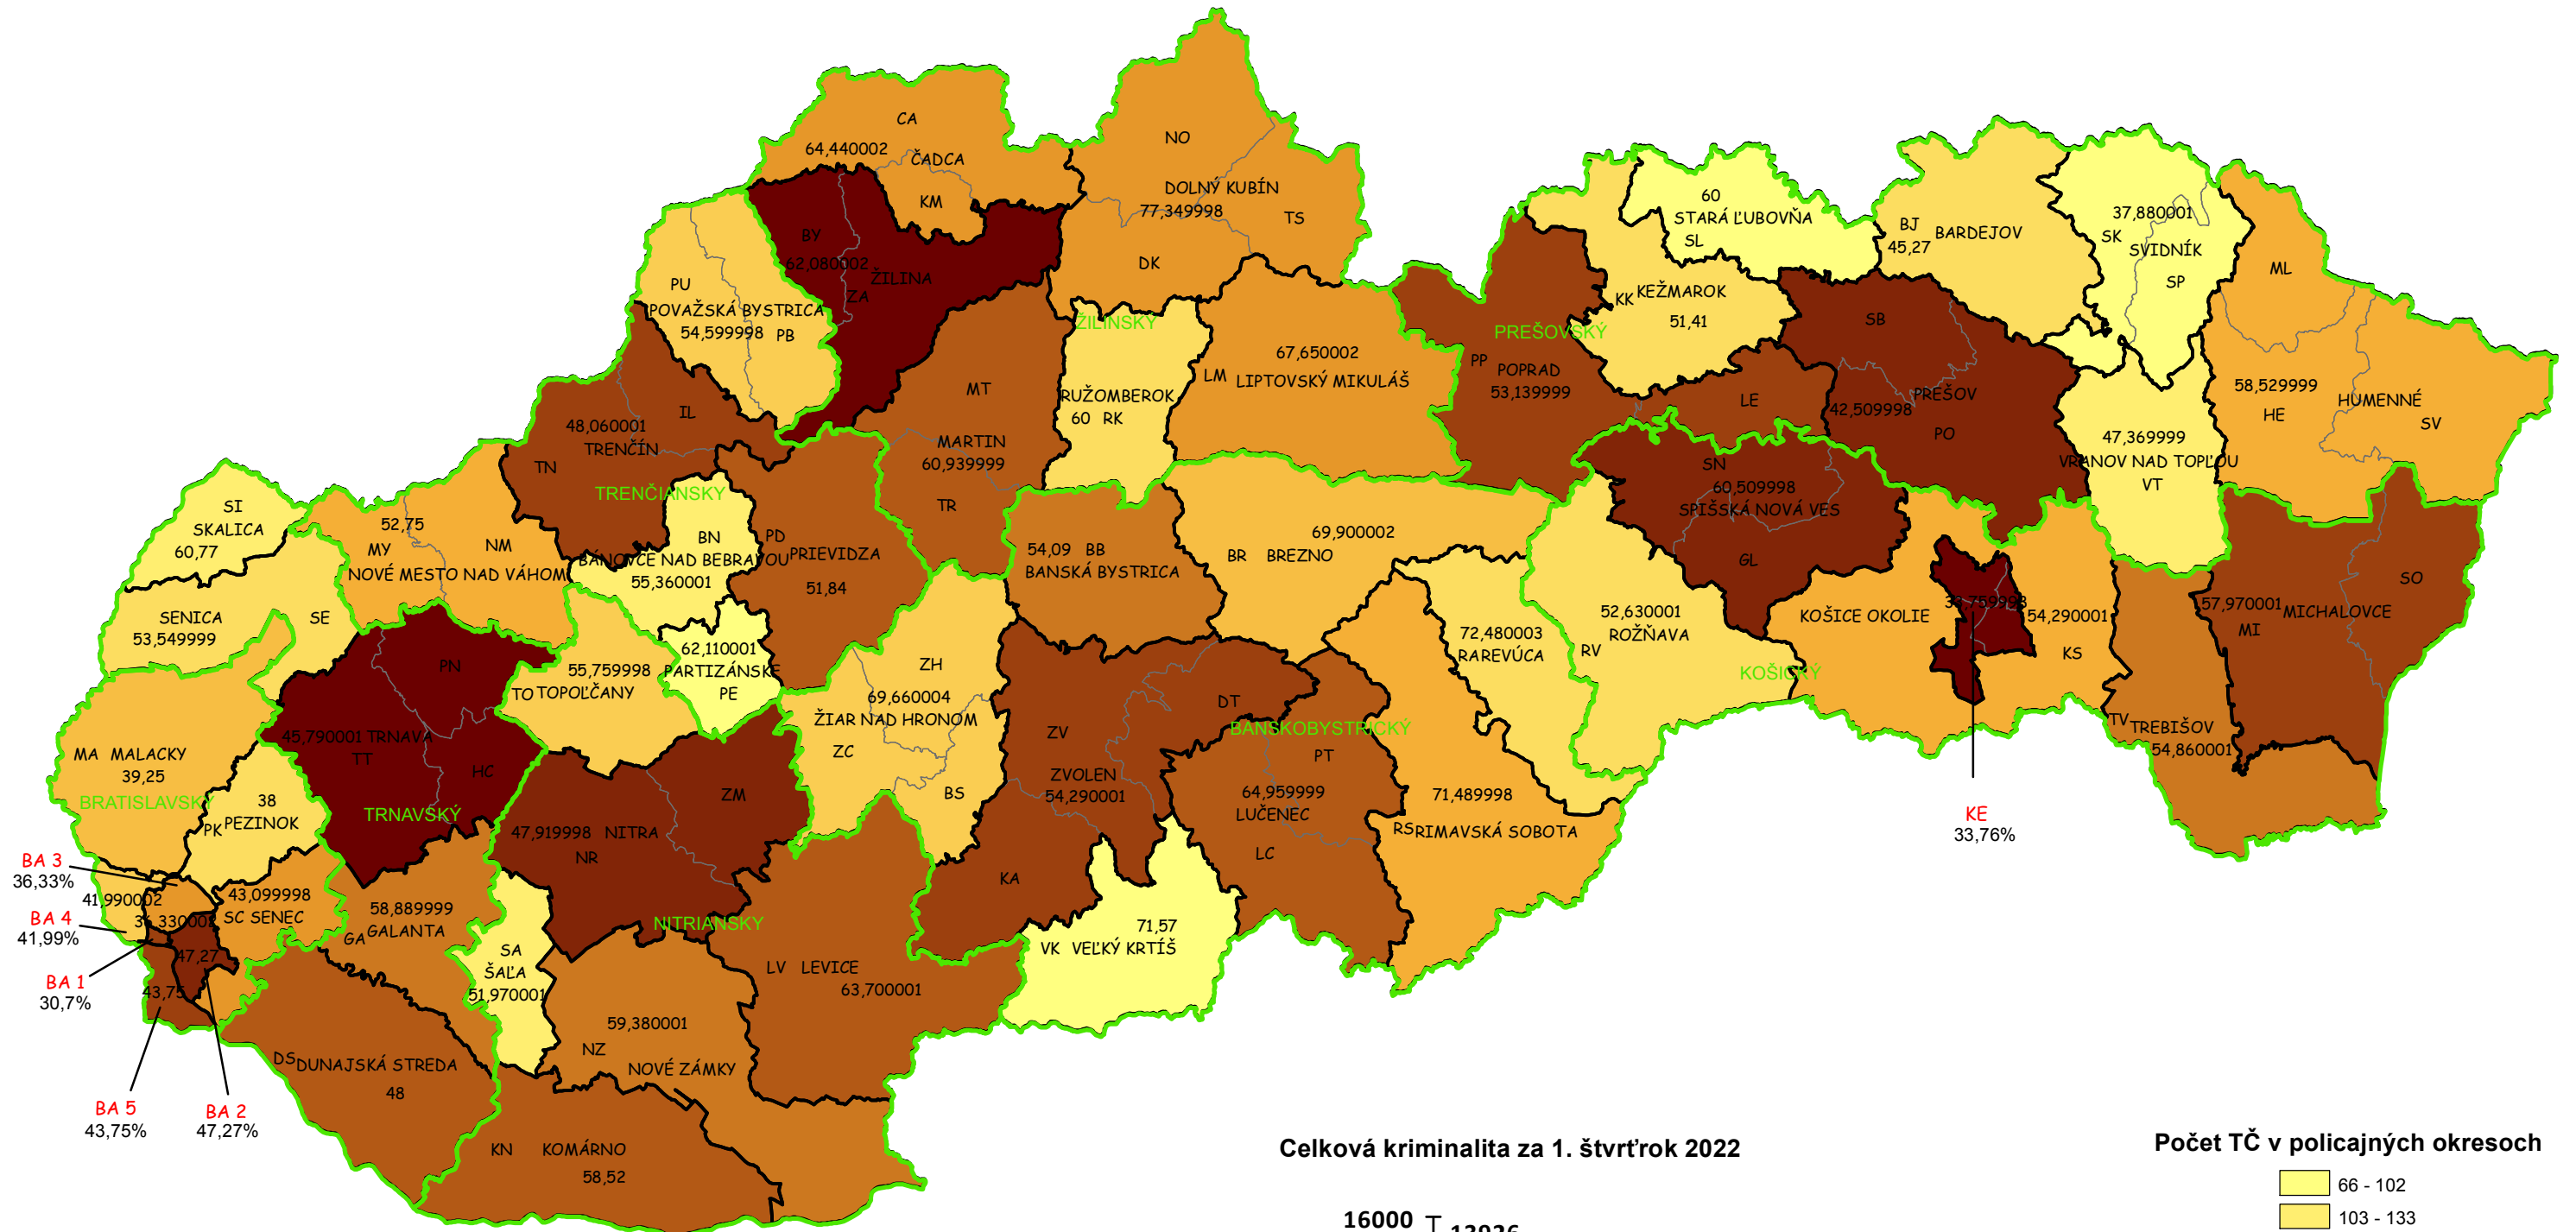 CA
64,440002
ČADCA
KM
NO
DOLNÝ KUBÍN
77,349998
TS
DK
BY
62,080002
ŽILINA
ZA
PU
POVAŽSKÁ BYSTRICA
54,599998 PB
ŽILINSKÝ
60
STARÁ ĽUBOVŇA
SL
BJ
BARDEJOV
45,27
37,880001
SK
SVIDNÍK
SP
ML
KK KEŽMAROK
51,41
PREŠOVSKÝ
SB
PP
POPRAD
53,139999
LE
42,509998
PREŠOV
PO
58,529999
HUMENNÉ
HE
SV
47,369999
VRANOV NAD TOPĽOU
VT
67,650002
LM LIPTOVSKÝ MIKULÁŠ
RUŽOMBEROK
60 RK
MT
MARTIN
60,939999
TR
IL
48,060001
TRENČÍN
TN
TRENČIANSKY
SI
SKALICA
60,77
52,75
MY
NM
NOVÉ MESTO NAD VÁHOM
BN
BÁNOVCE NAD BEBRAVOU
55,360001
PD
PRIEVIDZA
51,84
54,09 BB
BANSKÁ BYSTRICA
69,900002
BR BREZNO
SN
60,509998
SPIŠSKÁ NOVÁ VES
GL
SENICA
53,549999
SE
PN
45,790001 TRNAVA
TT
HC
TRNAVSKÝ
55,759998
TO TOPOĽČANY
62,110001
PARTIZÁNSKE
PE
ZH
69,660004
ŽIAR NAD HRONOM
ZC
BS
72,480003
RAREVÚCA
52,630001
ROŽŇAVA
RV
KOŠICKÝ
KOŠICE OKOLIE
33,759998
54,290001
KS
57,970001
MICHALOVCE
MI
SO
TV
TREBIŠOV
54,860001
KE
33,76%
MA MALACKY
39,25
BRATISLAVSKÝ
38
PK PEZINOK
ZV
DT
BANSKOBYSTRICKÝ
PT
ZVOLEN
54,290001
KA
64,959999
LUČENEC
LC
71,489998
RS RIMAVSKÁ SOBOTA
ZM
47,919998 NITRA
NR
NITRIANSKY
BA 3
36,33%
41,990002
36,330002
BA 4
41,99%
43,099998
SC SENEC
58,889999
GA GALANTA
47,27
43,75
BA 1
30,7%
SA
ŠAĽA
51,970001
LV LEVICE
63,700001
71,57
VK VEĽKÝ KRTÍŠ
59,380001
NZ
NOVÉ ZÁMKY
DS DUNAJSKÁ STREDA
48
BA 5
43,75%
BA 2
47,27%
KN KOMÁRNO
58,52
Celková kriminalita za 1. štvrťrok 2022
16000
13926
Počet TČ v policajných okresoch
66 - 102
103 - 133